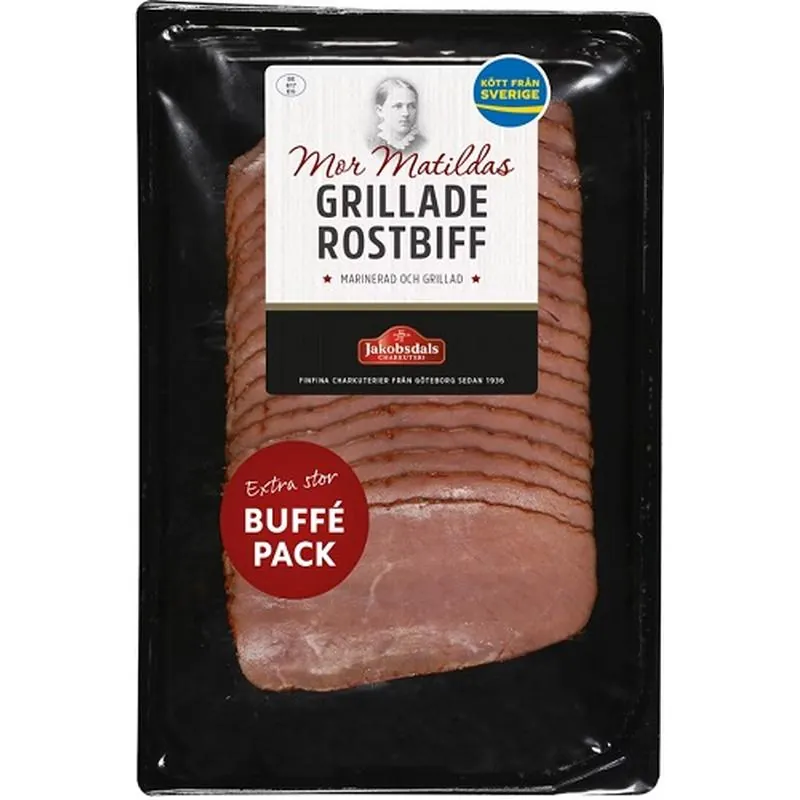 KÖTT FRÅN
SVERIGE
Mor Matildas
GRILLADE
ROSTBIFF
★ MARINERAD OCH GRILLAD ★
Jakobsdals
CHARKUTERI
FINFINA CHARKUTERIER FRÅN GÖTEBORG SEDAN 1936
Extra stor
BUFFÉ
PACK